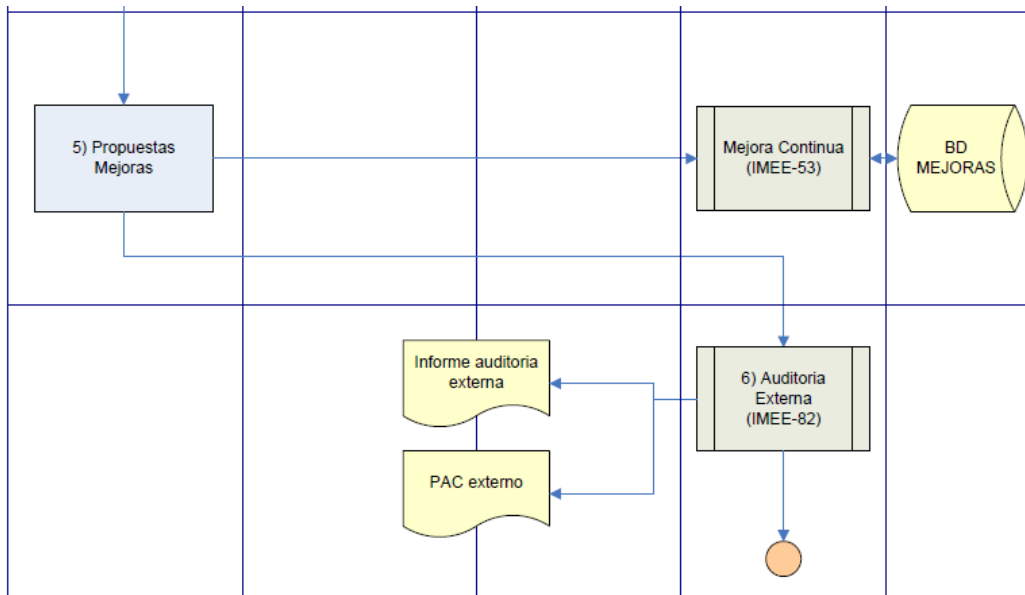 5) Propuestas
Mejoras
Mejora Continua
(IMEE-53)
BD
MEJORAS
Informe auditoria
externa
6) Auditoria
Externa
(IMEE-82)
PAC externo